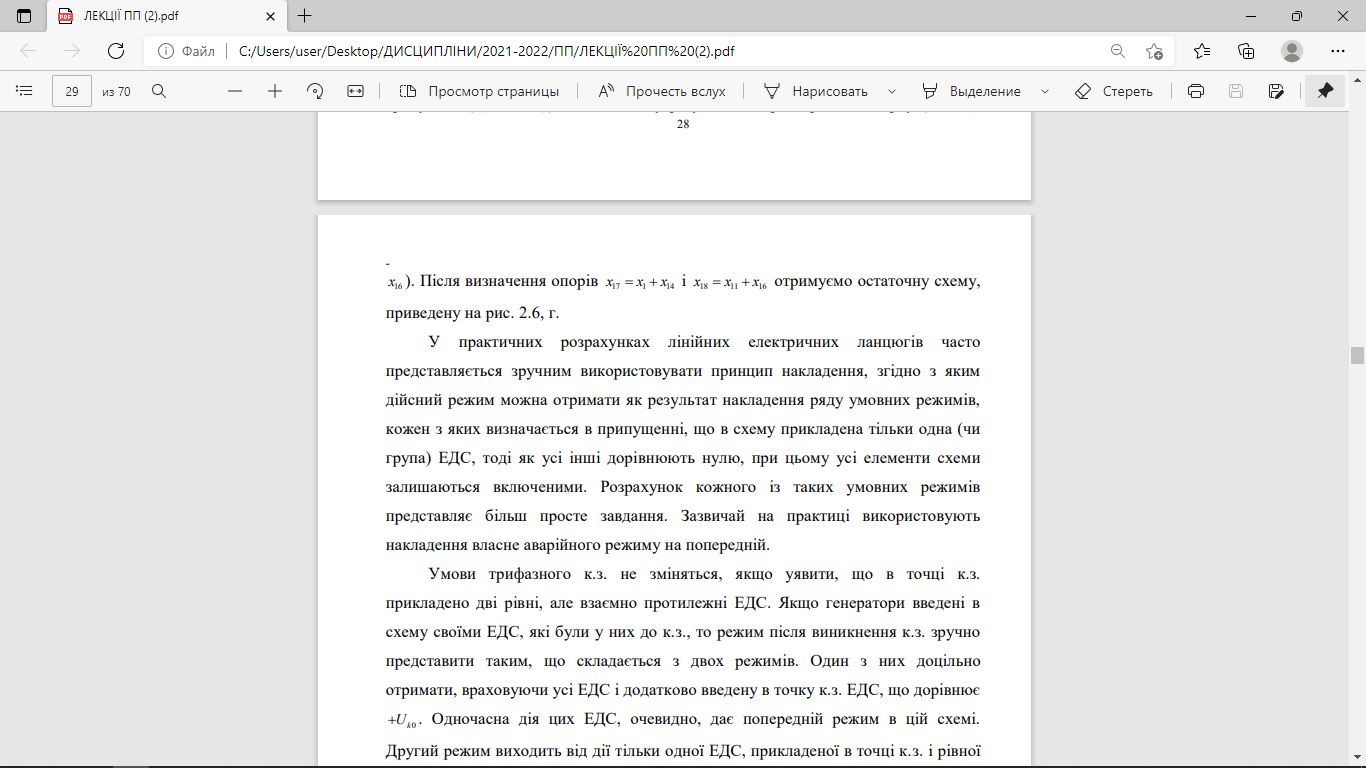 ЛЕКЦІЇ ПП (2).pdf
Файл C:/Users/user/Desktop/ДИСЦИПЛІНИ/2021-2022/ПП/ЛЕКЦІЇ%20ПП%20(2).pdf
29 из 70 Просмотр страницы Прочесть вслух Нарисовать Выделение Стереть
28
-
x16). Після визначення опорів x17 = x1 + x14 і x18 = x11 + x16 отримуємо остаточну схему,
приведену на рис. 2.6, г.
У практичних розрахунках лінійних електричних ланцюгів часто
представляється зручним використовувати принцип накладення, згідно з яким
дійсний режим можна отримати як результат накладення ряду умовних режимів,
кожен з яких визначається в припущенні, що в схему прикладена тільки одна (чи
група) ЕДС, тоді як усі інші дорівнюють нулю, при цьому усі елементи схеми
залишаються включеними. Розрахунок кожного із таких умовних режимів
представляє більш просте завдання. Зазвичай на практиці використовують
накладення власне аварійного режиму на попередній.
Умови трифазного к.з. не зміняться, якщо уявити, що в точці к.з.
прикладено дві рівні, але взаємно протилежні ЕДС. Якщо генератори введені в
схему своїми ЕДС, які були у них до к.з., то режим після виникнення к.з. зручно
представити таким, що складається з двох режимів. Один з них доцільно
отримати, враховуючи усі ЕДС і додатково введену в точку к.з. ЕДС, що дорівнює
+Uk0. Одночасна дія цих ЕДС, очевидно, дає попередній режим в цій схемі.
Другий режим виходить від дії тільки одної ЕДС, прикладеної в точці к.з. і рівної